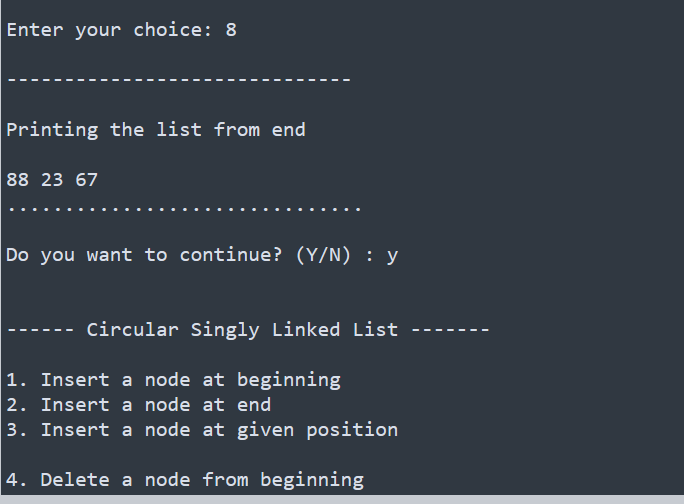 Enter your choice: 8
------------------------------
Printing the list from end
88 23 67
...............................
Do you want to continue? (Y/N) : y
------ Circular Singly Linked List -------
1. Insert a node at beginning
2. Insert a node at end
3. Insert a node at given position
4. Delete a node from beginning